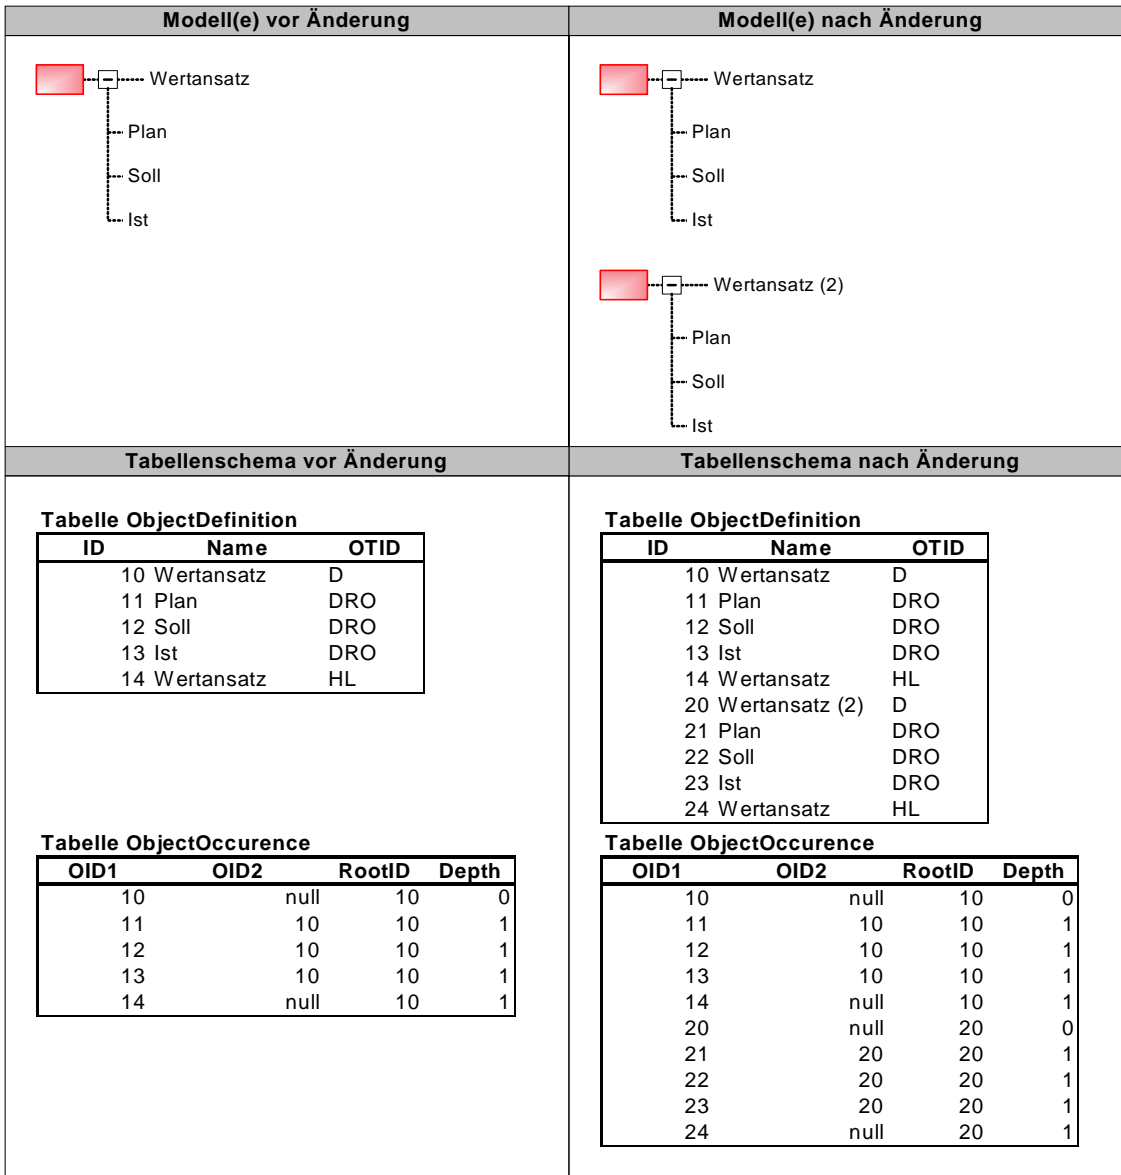 Modell(e) vor Änderung
Wertansatz
Plan
Soll
Ist
Modell(e) nach Änderung
Wertansatz
Plan
Soll
Ist
Wertansatz (2)
Plan
Soll
Ist
Tabellenschema vor Änderung
Tabelle ObjectDefinition
ID Name OTID
10 Wertansatz D
11 Plan DRO
12 Soll DRO
13 Ist DRO
14 Wertansatz HL
Tabelle ObjectOccurence
OID1 OID2 RootID Depth
10 null 10 0
11 10 10 1
12 10 10 1
13 10 10 1
14 null 10 1
Tabellenschema nach Änderung
Tabelle ObjectDefinition
ID Name OTID
10 Wertansatz D
11 Plan DRO
12 Soll DRO
13 Ist DRO
14 Wertansatz HL
20 Wertansatz (2) D
21 Plan DRO
22 Soll DRO
23 Ist DRO
24 Wertansatz HL
Tabelle ObjectOccurence
OID1 OID2 RootID Depth
10 null 10 0
11 10 10 1
12 10 10 1
13 10 10 1
14 null 10 1
20 null 20 0
21 20 20 1
22 20 20 1
23 20 20 1
24 null 20 1